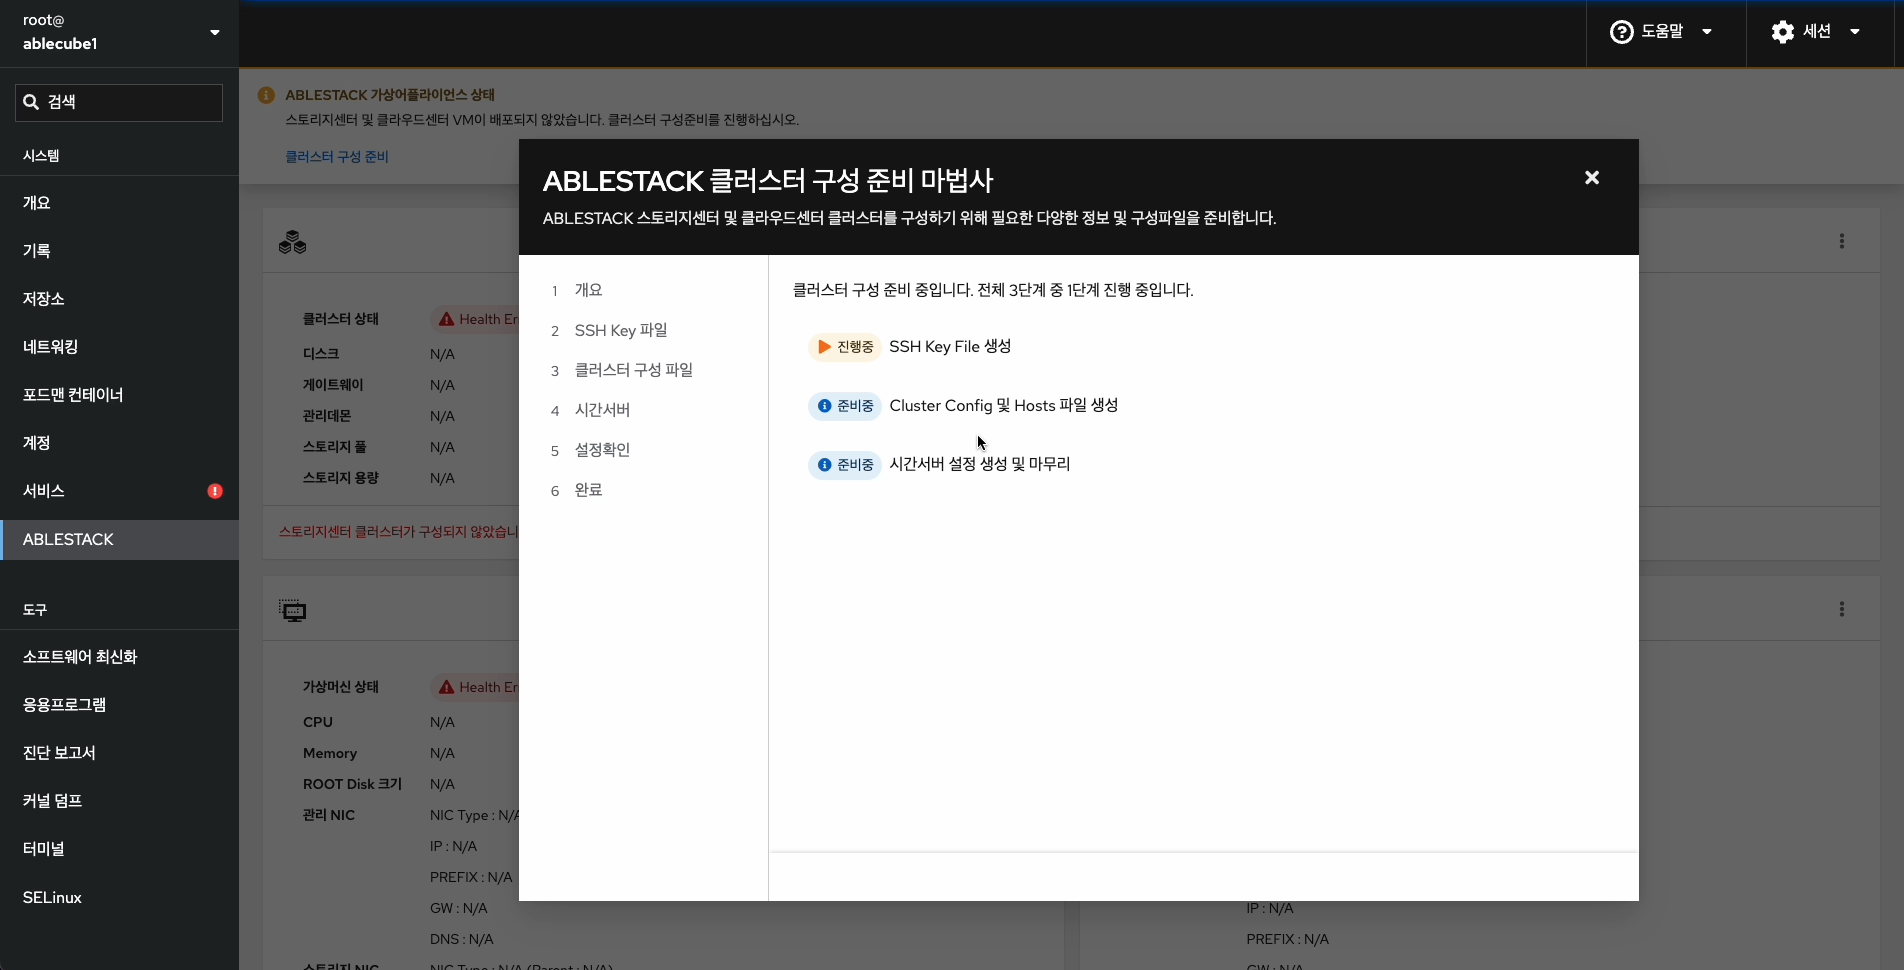 root@
ablecube1
도움말
세션
검색
시스템
개요
기록
저장소
네트워킹
포드맨 컨테이너
계정
서비스
ABLESTACK
도구
소프트웨어 최신화
응용프로그램
진단 보고서
커널 덤프
터미널
SELinux
ABLESTACK 가상어플라이언스 상태
스토리지센터 및 클라우드센터 VM이 배포되지 않았습니다. 클러스터 구성준비를 진행하십시오.
클러스터 구성 준비
클러스터 상태 Health Er
디스크 N/A
게이트웨이 N/A
관리데몬 N/A
스토리지 풀 N/A
스토리지 용량 N/A
스토리지센터 클러스터가 구성되지 않았습니
가상머신 상태 Health Er
CPU N/A
Memory N/A
ROOT Disk 크기 N/A
관리 NIC NIC Type : N/A
IP : N/A
PREFIX : N/A
GW : N/A
DNS : N/A
스토리지 NIC NIC Type : N/A (Parent : N/A)
IP : N/A
PREFIX : N/A
GW : N/A
ABLESTACK 클러스터 구성 준비 마법사
ABLESTACK 스토리지센터 및 클라우드센터 클러스터를 구성하기 위해 필요한 다양한 정보 및 구성파일을 준비합니다.
1 개요
2 SSH Key 파일
3 클러스터 구성 파일
4 시간서버
5 설정확인
6 완료
클러스터 구성 준비 중입니다. 전체 3단계 중 1단계 진행 중입니다.
진행중 SSH Key File 생성
준비중 Cluster Config 및 Hosts 파일 생성
준비중 시간서버 설정 생성 및 마무리